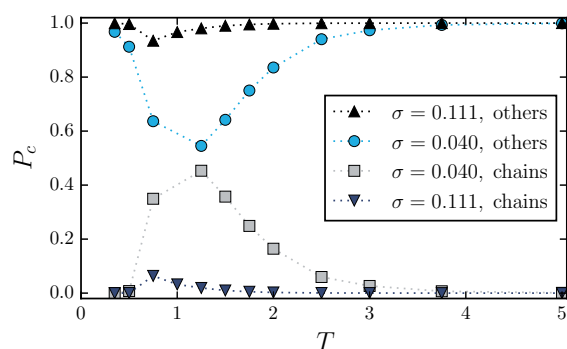 1.0
0.8
0.6
0.4
0.2
0.0
P_c
σ = 0.111, others
σ = 0.040, others
σ = 0.040, chains
σ = 0.111, chains
0 1 2 3 4 5
T